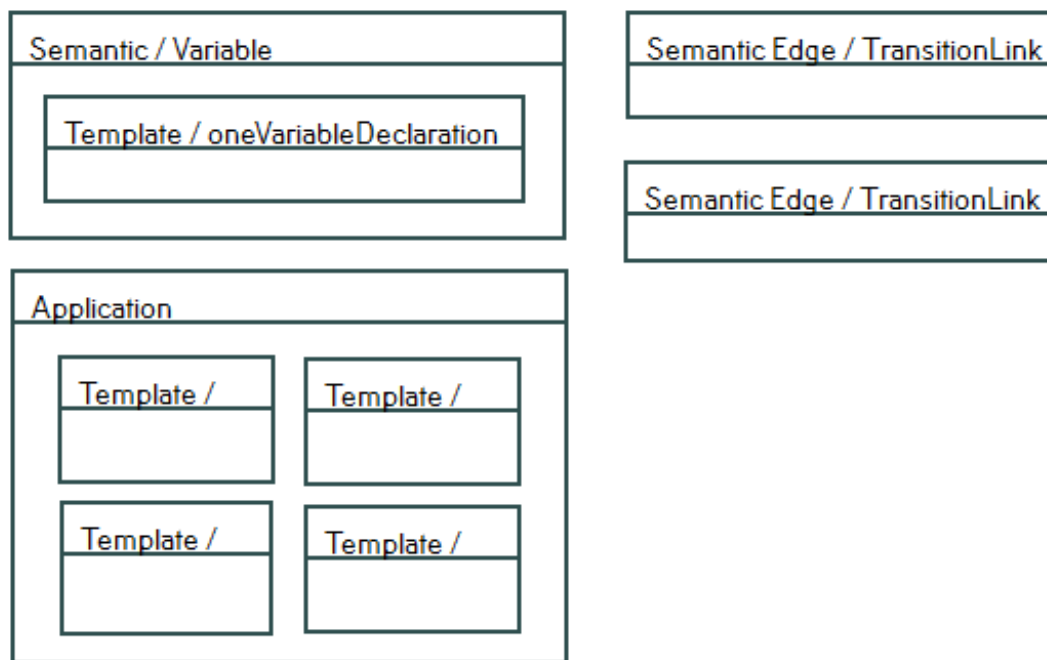 Semantic / Variable
Template / oneVariableDeclaration
Semantic Edge / TransitionLink
Semantic Edge / TransitionLink
Application
Template /
Template /
Template /
Template /